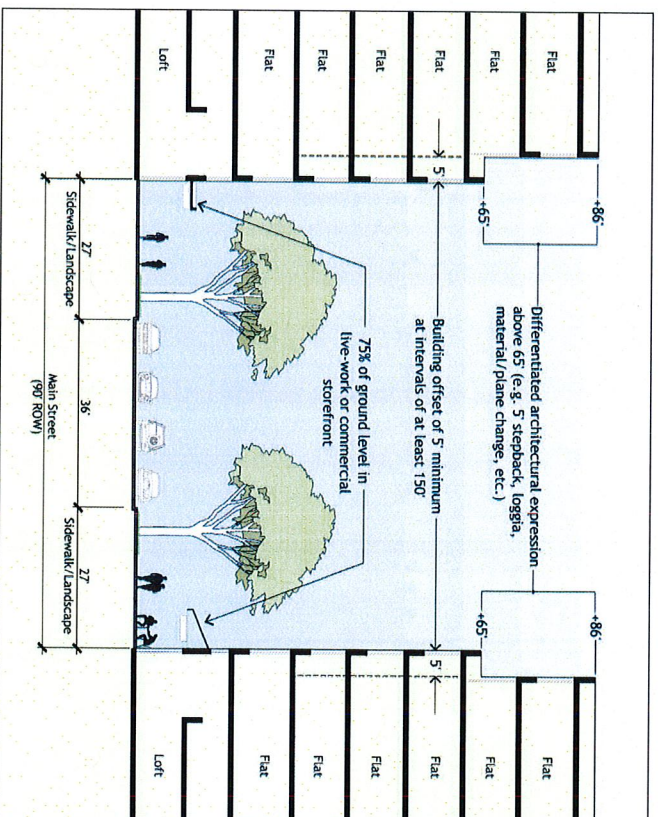 +86'
+86'
Differentiated architectural expression
above 65' (e.g. 5' stepback, loggia,
material/plane change, etc.)
Flat
Flat
Flat
Flat
+65'
+65'
Flat
5'
Building offset of 5' minimum
at intervals of at least 150'
5'
Flat
Flat
Flat
75% of ground level in
live-work or commercial
storefront
Flat
Flat
Flat
Flat
Loft
Loft
27'
36'
27'
Sidewalk/Landscape
Sidewalk/Landscape
Main Street
(90' ROW)